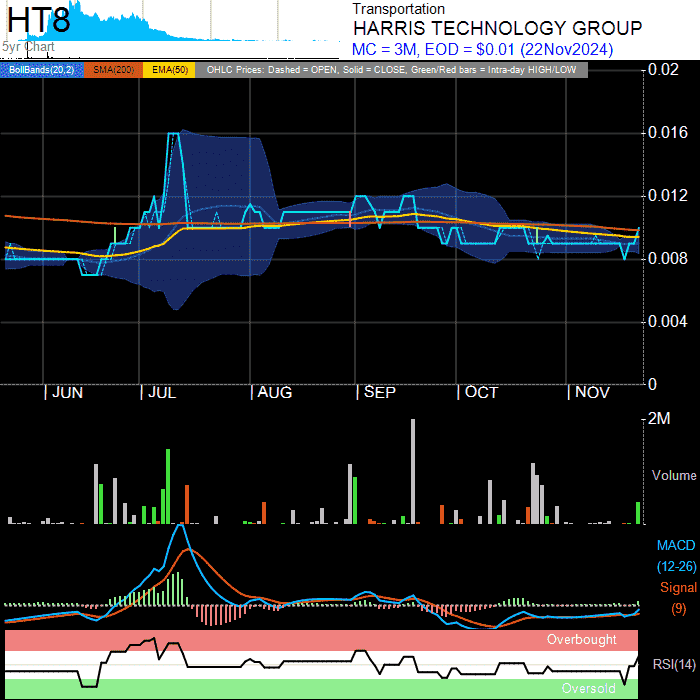 HT8
5yr Chart
Transportation
HARRIS TECHNOLOGY GROUP
MC = 3M, EOD = $0.01 (22Nov2024)
BollBands(20,2) SMA(200) EMA(50) OHLC Prices: Dashed = OPEN, Solid = CLOSE, Green/Red bars = Intra-day HIGH/LOW
0.02
0.016
0.012
0.008
0.004
0
JUN JUL AUG SEP OCT NOV
2M
Volume
MACD
(12-26)
Signal
(9)
Overbought
RSI(14)
Oversold